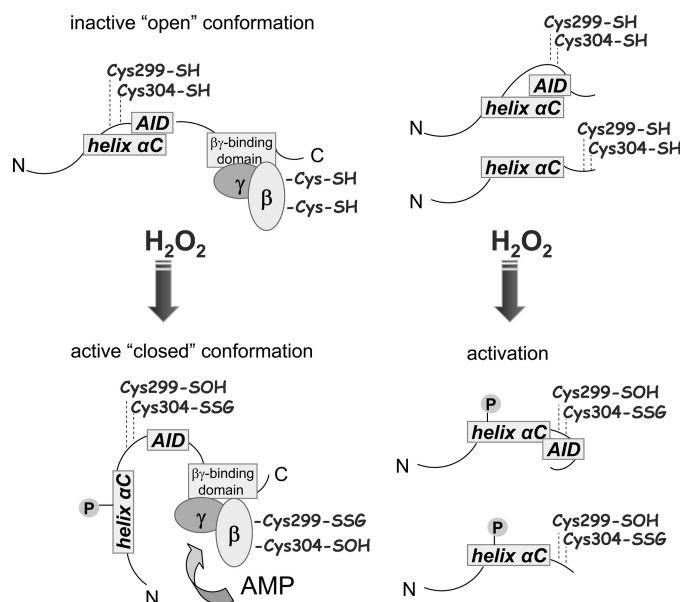 inactive “open” conformation
Cys299-SH
Cys304-SH
AID
helix αC
N
βγ-binding
domain
C
γ
β
-Cys-SH
-Cys-SH
H2O2
active “closed” conformation
Cys299-SOH
Cys304-SSG
AID
P
helix αC
N
βγ-binding
domain
C
γ
β
-Cys299-SSG
-Cys304-SOH
AMP
Cys299-SH
Cys304-SH
AID
helix αC
N
Cys299-SH
Cys304-SH
helix αC
N
H2O2
activation
Cys299-SOH
Cys304-SSG
P
helix αC
AID
N
Cys299-SOH
Cys304-SSG
P
helix αC
N